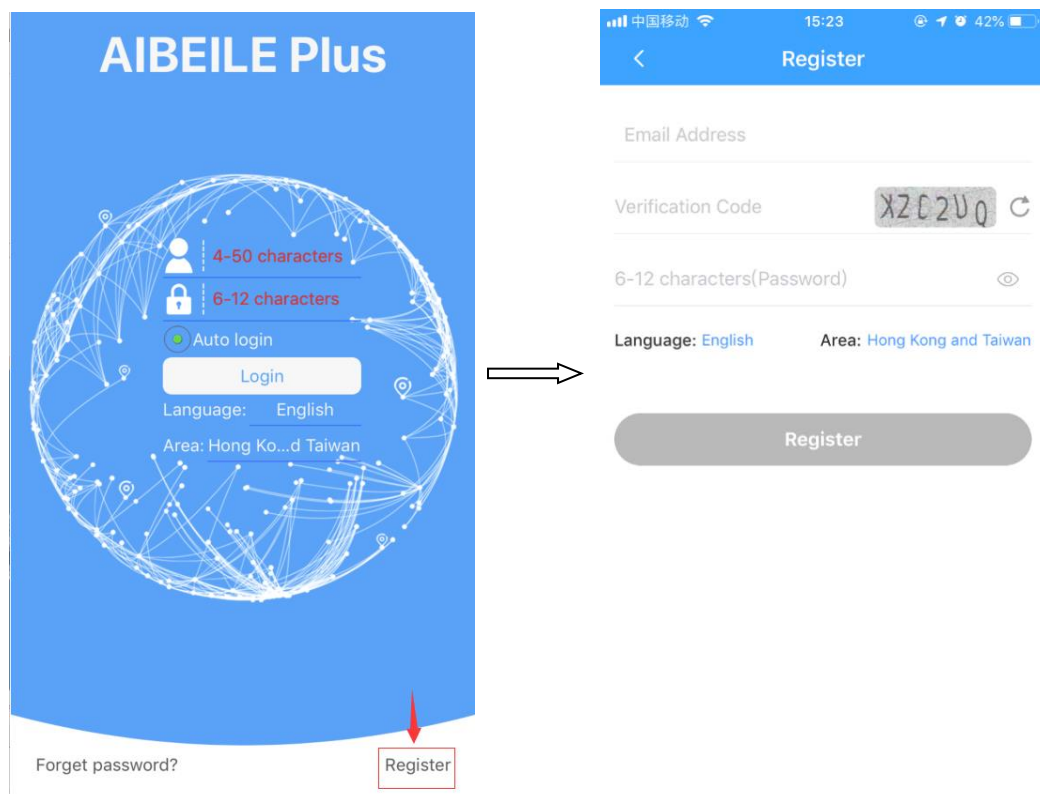 AIBEILE Plus
4-50 characters
6-12 characters
Auto login
Login
Language: English
Area: Hong Ko...d Taiwan
Forget password?
Register
中国移动 15:23 42%
Register
Email Address
Verification Code XZC2UQ
6-12 characters(Password)
Language: English Area: Hong Kong and Taiwan
Register